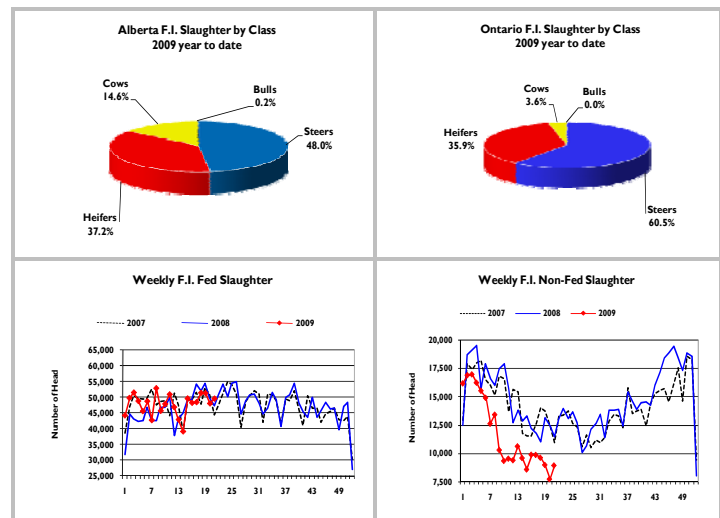 Alberta F.I. Slaughter by Class
2009 year to date
Cows
14.6%
Bulls
0.2%
Steers
48.0%
Heifers
37.2%
Ontario F.I. Slaughter by Class
2009 year to date
Cows
3.6%
Bulls
0.0%
Heifers
35.9%
Steers
60.5%
Weekly F.I. Fed Slaughter
2007 2008 2009
Number of Head
65,000
60,000
55,000
50,000
45,000
40,000
35,000
30,000
25,000
1 7 13 19 25 31 37 43 49
Weekly F.I. Non-Fed Slaughter
2007 2008 2009
Number of Head
20,000
17,500
15,000
12,500
10,000
7,500
1 7 13 19 25 31 37 43 49